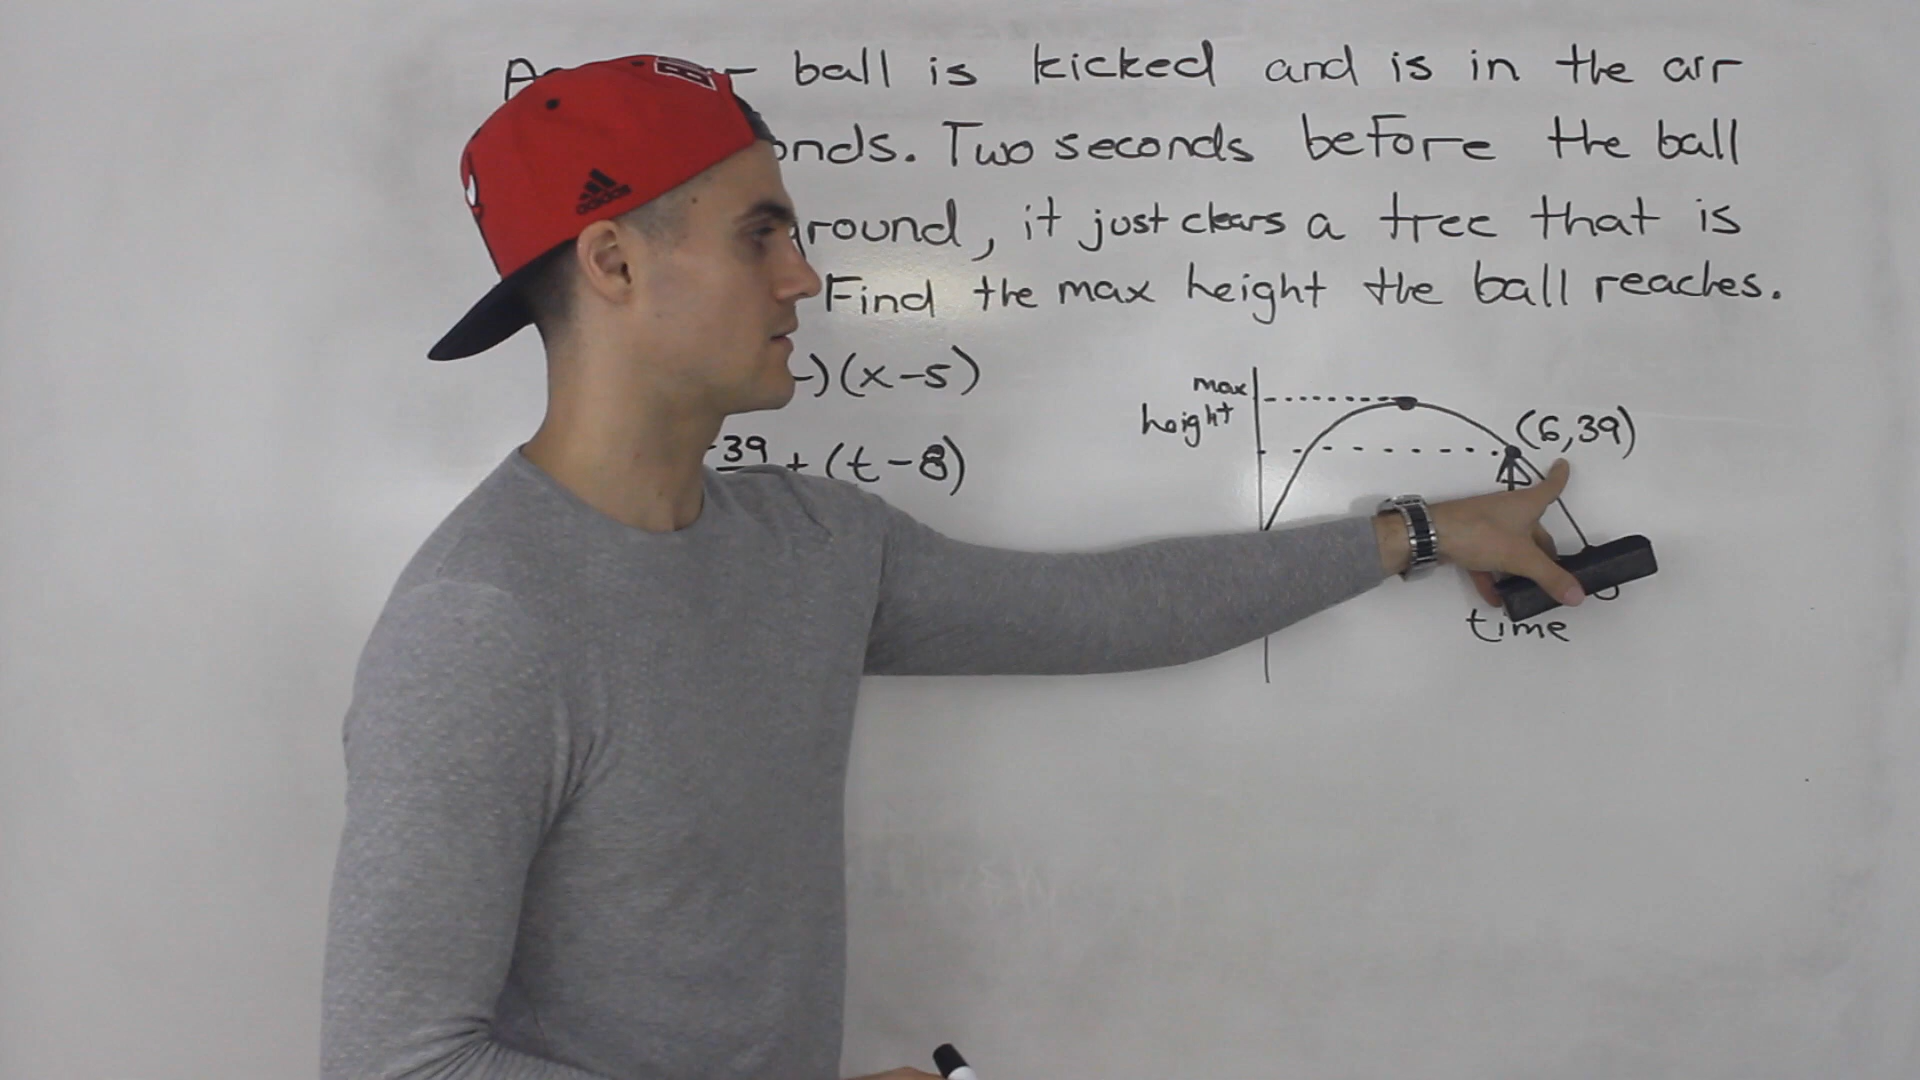 ball is kicked and is in the air
onds. Two seconds before the ball
round, it just clears a tree that is
Find the max height the ball reaches.
)(x-5)
-39 t (t-8)
max
height
(6,39)
time
adidas